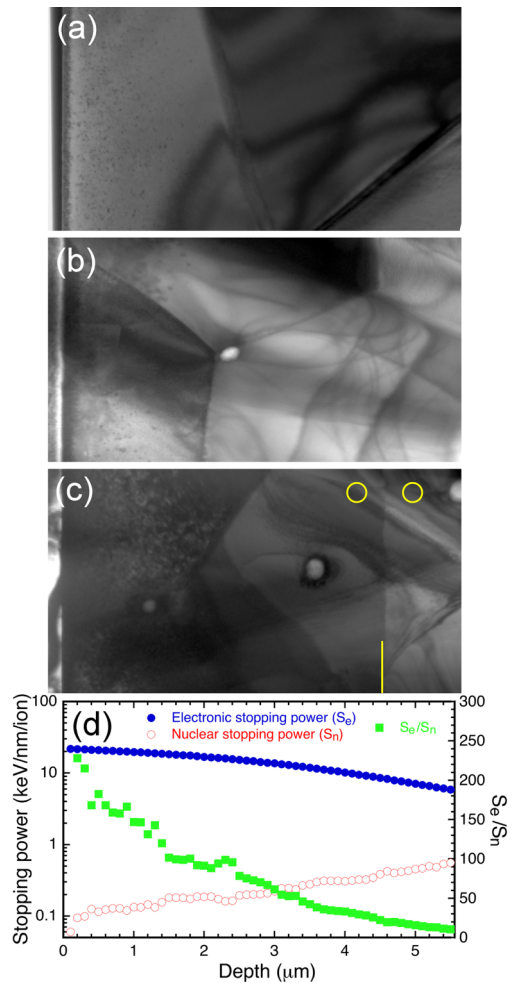 (a)
(b)
(c)
(d)
Electronic stopping power (Se)
Nuclear stopping power (Sn)
Se/Sn
100
10
1
0.1
Stopping power (keV/nm/ion)
300
250
200
150
100
50
0
Se/Sn
0 1 2 3 4 5
Depth (μm)